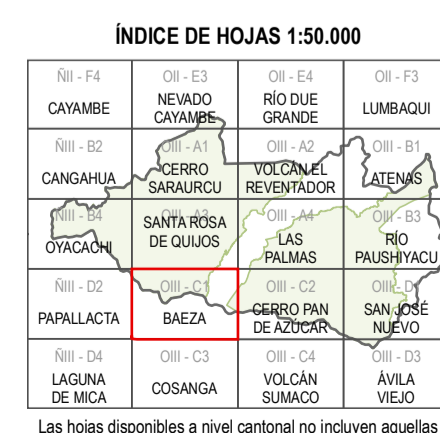 ÍNDICE DE HOJAS 1:50.000
ÑII - F4
OII - E3
OII - E4
OII - F3
CAYAMBE
NEVADO
CAYAMBE
RÍO DUE
GRANDE
LUMBAQUI
ÑIII - B2
OIII - A1
OIII - A2
OIII - B1
CANGAHUA
CERRO
SARAURCU
VOLCÁN EL
REVENTADOR
ATENAS
ÑIII - B4
OIII - A3
OIII - A4
OIII - B3
OYACACHI
SANTA ROSA
DE QUIJOS
LAS
PALMAS
RÍO
PAUSHIYACU
ÑIII - D2
OIII - C1
OIII - C2
OIII - D1
PAPALLACTA
BAEZA
CERRO PAN
DE AZÚCAR
SAN JOSÉ
NUEVO
ÑIII - D4
OIII - C3
OIII - C4
OIII - D3
LAGUNA
DE MICA
COSANGA
VOLCÁN
SUMACO
ÁVILA
VIEJO
Las hojas disponibles a nivel cantonal no incluyen aquellas